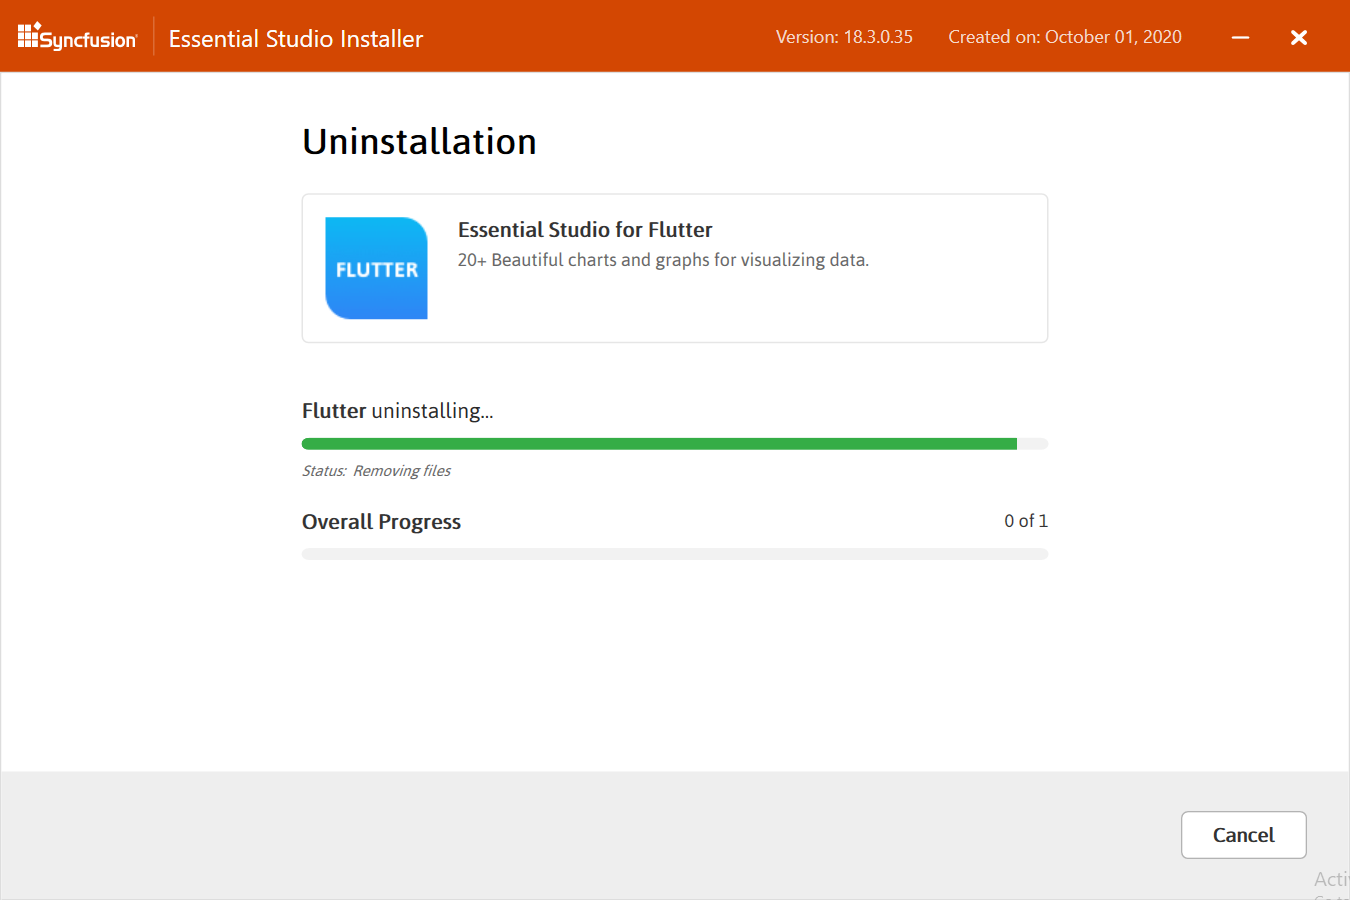 Syncfusion
Essential Studio Installer
Version: 18.3.0.35
Created on: October 01, 2020
Uninstallation
FLUTTER
Essential Studio for Flutter
20+ Beautiful charts and graphs for visualizing data.
Flutter uninstalling...
Status: Removing files
Overall Progress
0 of 1
Cancel
Acti